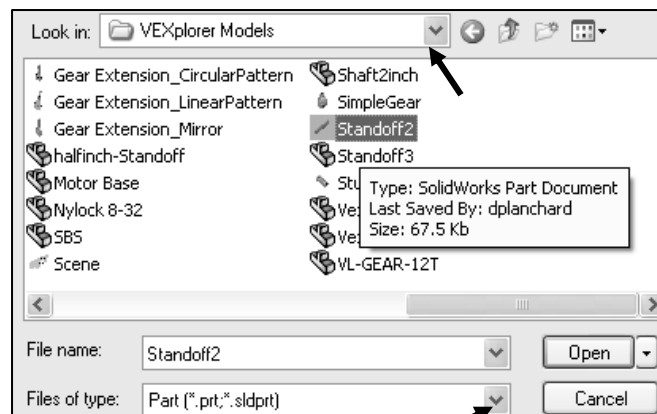 Look in: VEXplorer Models
Gear Extension_CircularPattern
Gear Extension_LinearPattern
Gear Extension_Mirror
halfinch-Standoff
Motor Base
Nylock 8-32
SBS
Scene
Shaft2inch
SimpleGear
Standoff2
Standoff3
Type: SolidWorks Part Document
Last Saved By: dplanchard
Size: 67.5 Kb
VL-GEAR-12T
File name: Standoff2 Open
Files of type: Part (*.prt;*.sldprt) Cancel